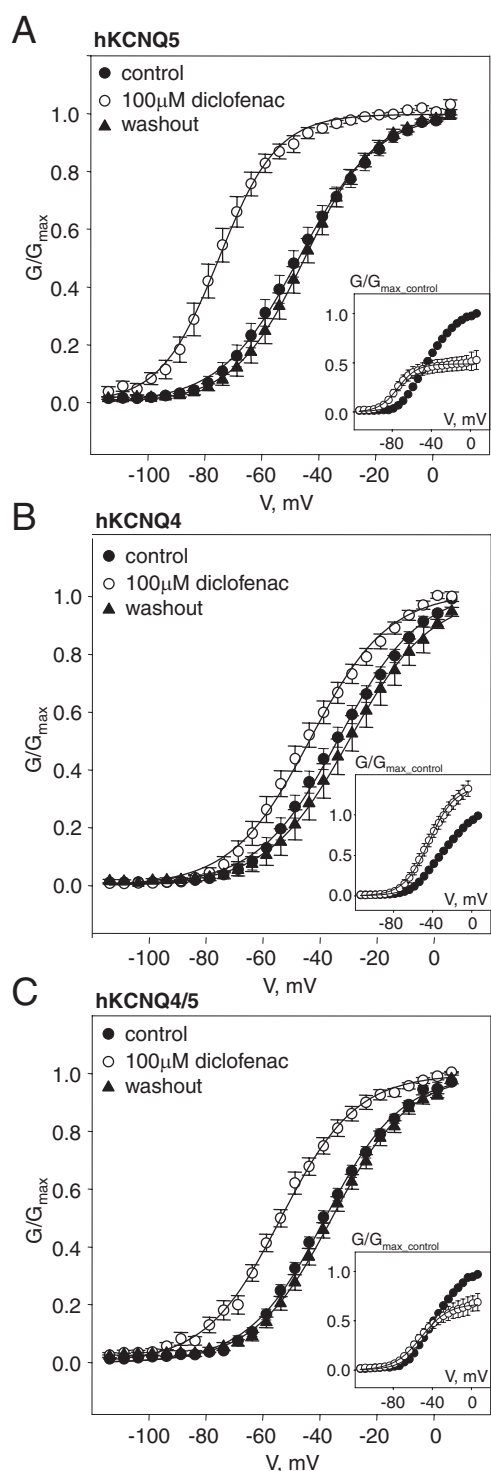 A
hKCNQ5
● control
○ 100μM diclofenac
▲ washout
1.0
0.8
0.6
0.4
0.2
0.0
G/Gmax
-100 -80 -60 -40 -20 0
V, mV
G/Gmax_control
1.0
0.5
0.0
V, mV
-80 -40 0
B
hKCNQ4
● control
○ 100μM diclofenac
▲ washout
1.0
0.8
0.6
0.4
0.2
0.0
G/Gmax
-100 -80 -60 -40 -20 0
V, mV
G/Gmax_control
1.0
0.5
0.0
V, mV
-80 -40 0
C
hKCNQ4/5
● control
○ 100μM diclofenac
▲ washout
1.0
0.8
0.6
0.4
0.2
0.0
G/Gmax
-100 -80 -60 -40 -20 0
V, mV
G/Gmax_control
1.0
0.5
0.0
V, mV
-80 -40 0